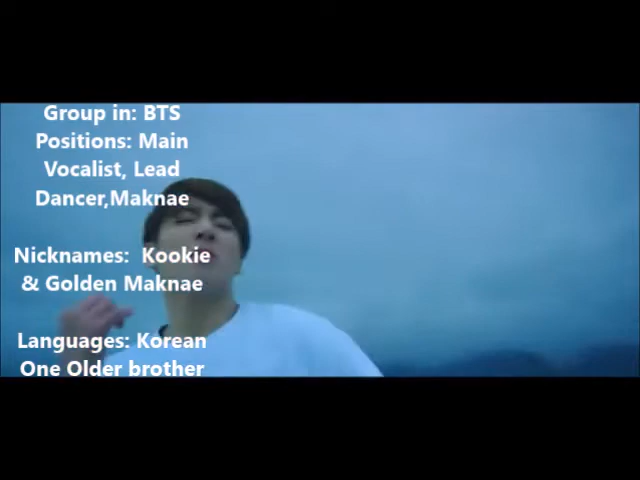 Group in: BTS
Positions: Main
Vocalist, Lead
Dancer,Maknae
Nicknames:  Kookie
& Golden Maknae
Languages: Korean
One Older brother